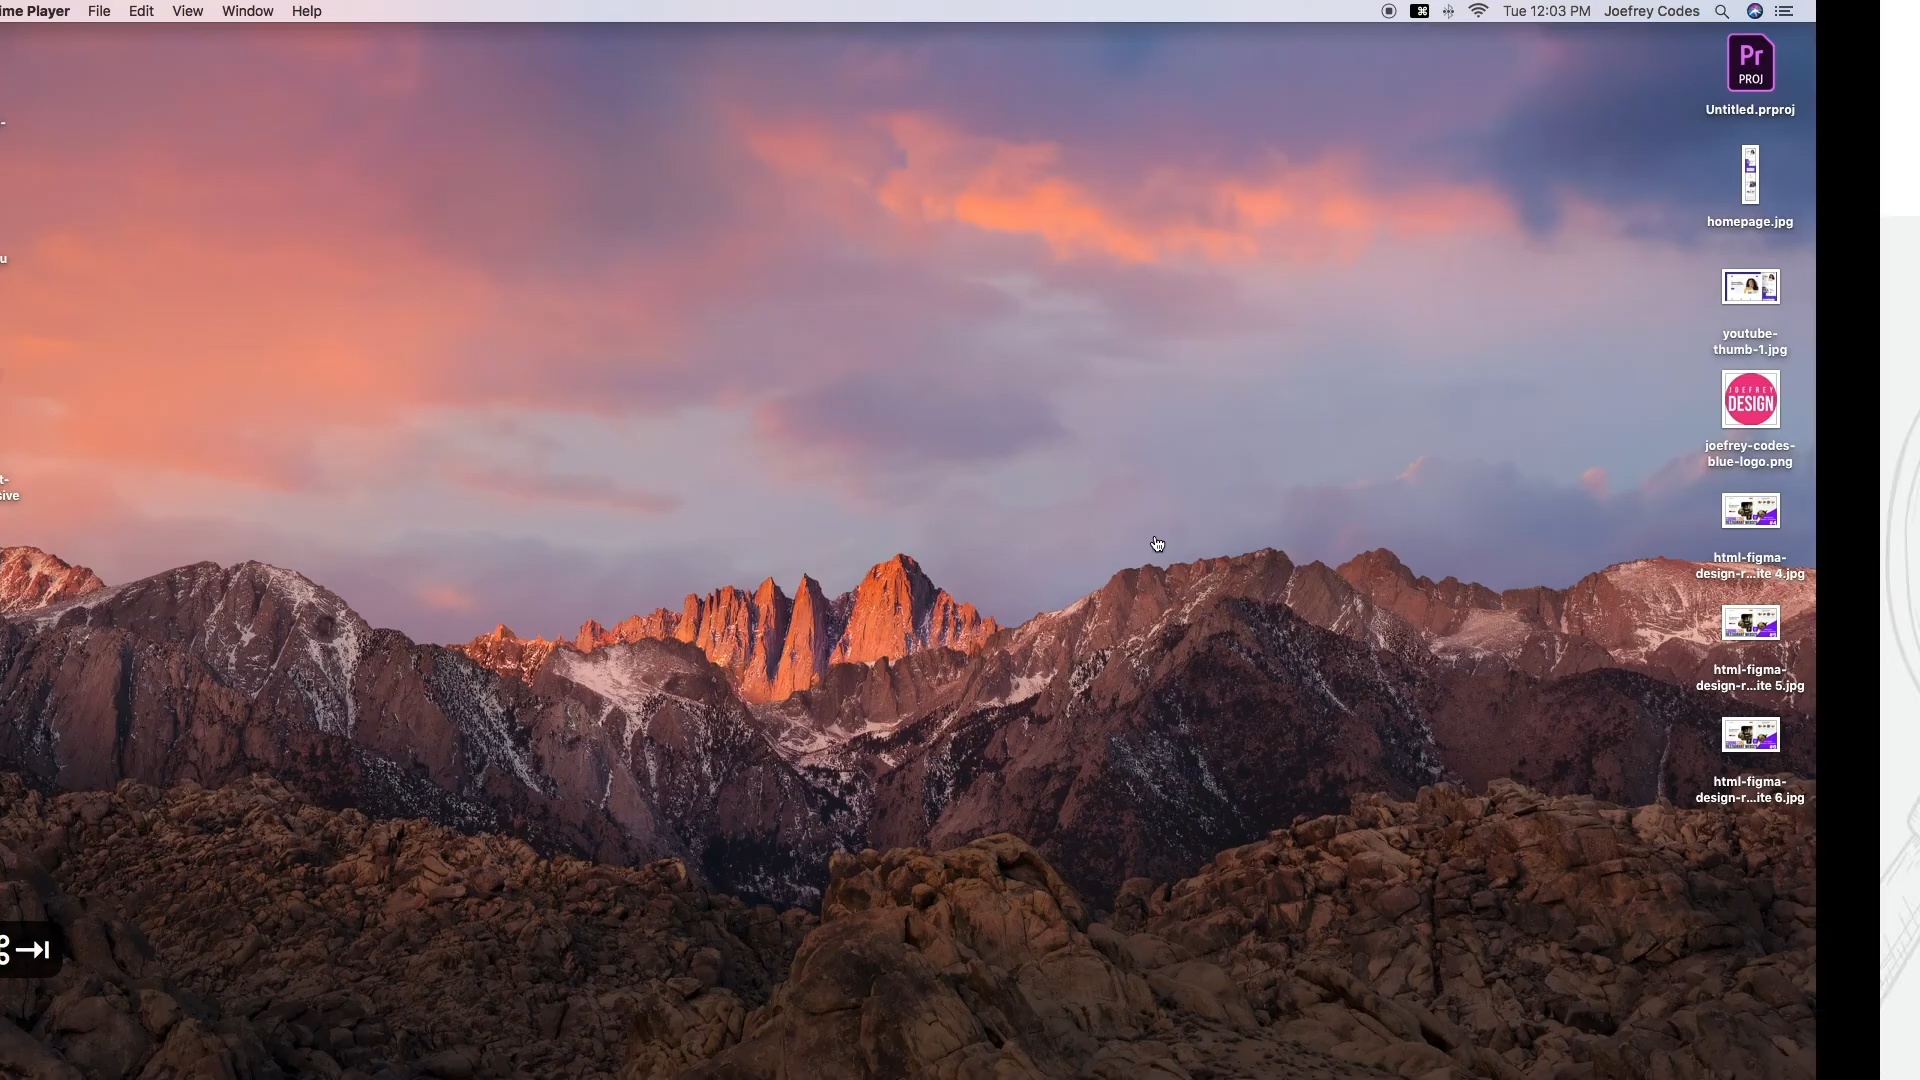 ime Player File Edit View Window Help
Tue 12:03 PM Joefrey Codes
Pr
PROJ
Untitled.prproj
homepage.jpg
youtube-
thumb-1.jpg
JOEFREY
DESIGN
joefrey-codes-
blue-logo.png
html-figma-
design-r...ite 4.jpg
html-figma-
design-r...ite 5.jpg
html-figma-
design-r...ite 6.jpg
-
u
t-
sive
⌘⇥